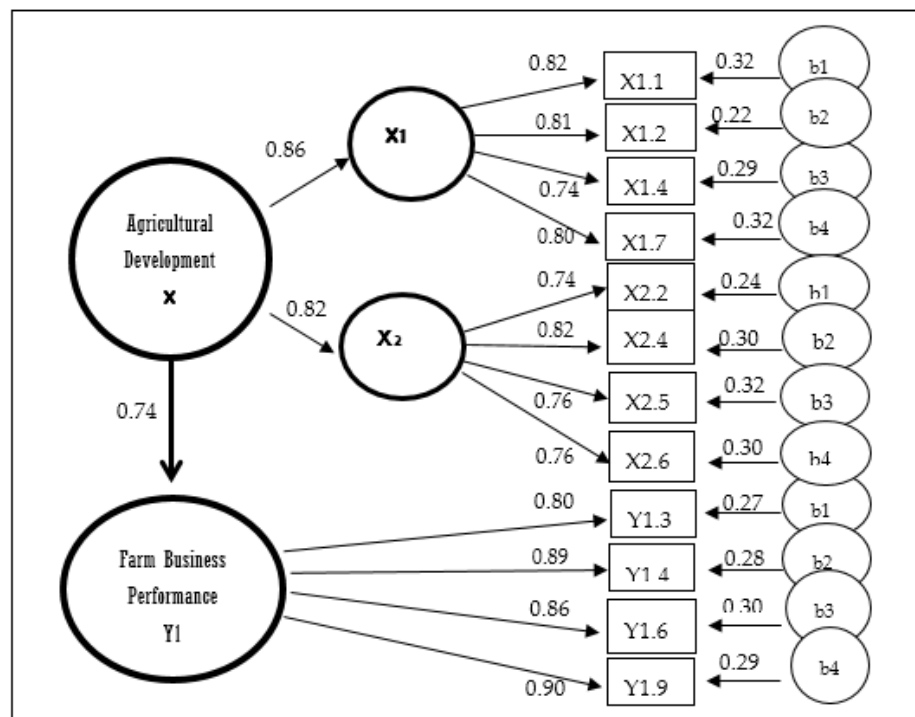 0.82
X1.1
0.32
b1
X1
0.81
X1.2
0.22
b2
0.86
X1.4
0.29
b3
0.74
Agricultural
Development
X
0.80
X1.7
0.32
b4
0.74
X2.2
0.24
b1
0.82
X2
0.82
X2.4
0.30
b2
0.74
0.76
X2.5
0.32
b3
0.76
X2.6
0.30
b4
0.80
Y1.3
0.27
b1
Farm Business
Performance
Y1
0.89
Y1.4
0.28
b2
0.86
Y1.6
0.30
b3
0.90
Y1.9
0.29
b4